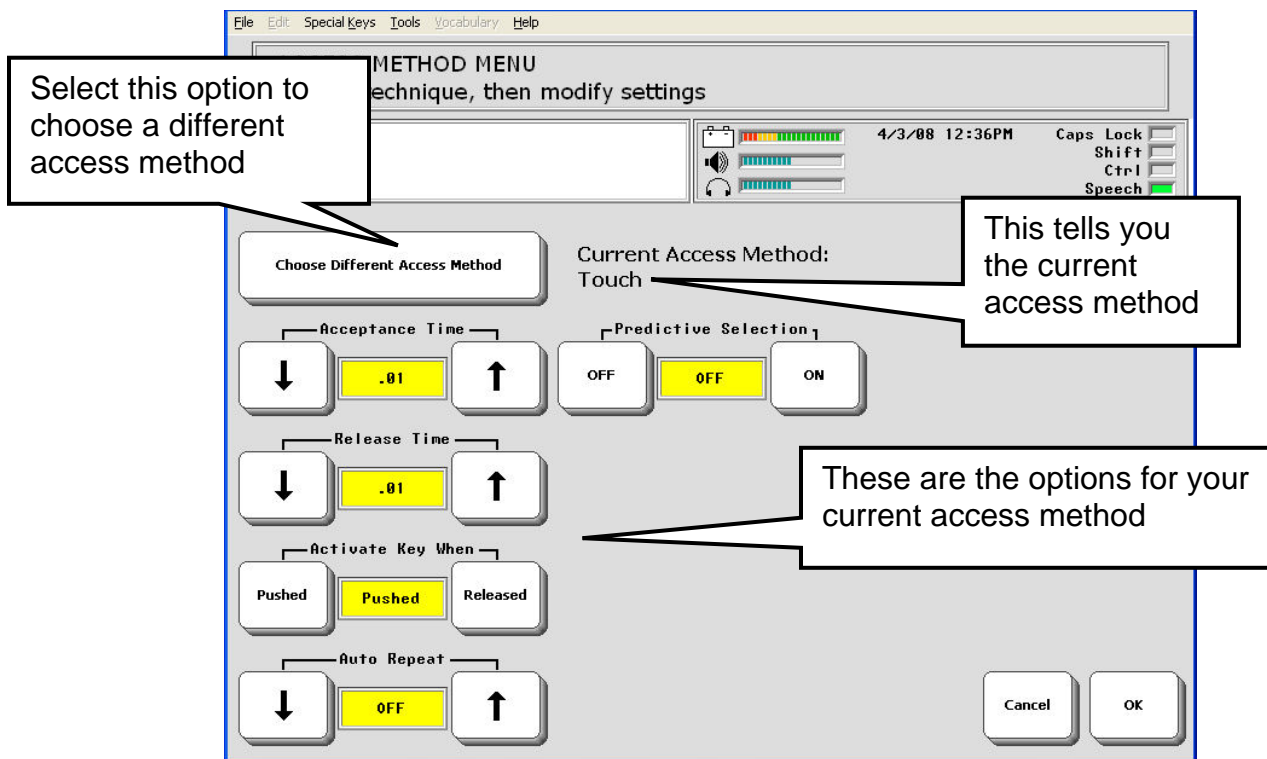 File Edit Special Keys Tools Vocabulary Help
METHOD MENU
echnique, then modify settings
Select this option to
choose a different
access method
4/3/08 12:36PM
Caps Lock
Shift
Ctrl
Speech
This tells you
the current
access method
Choose Different Access Method
Current Access Method:
Touch
Acceptance Time
.01
Predictive Selection
OFF OFF ON
Release Time
.01
These are the options for your
current access method
Activate Key When
Pushed Pushed Released
Auto Repeat
OFF
Cancel OK